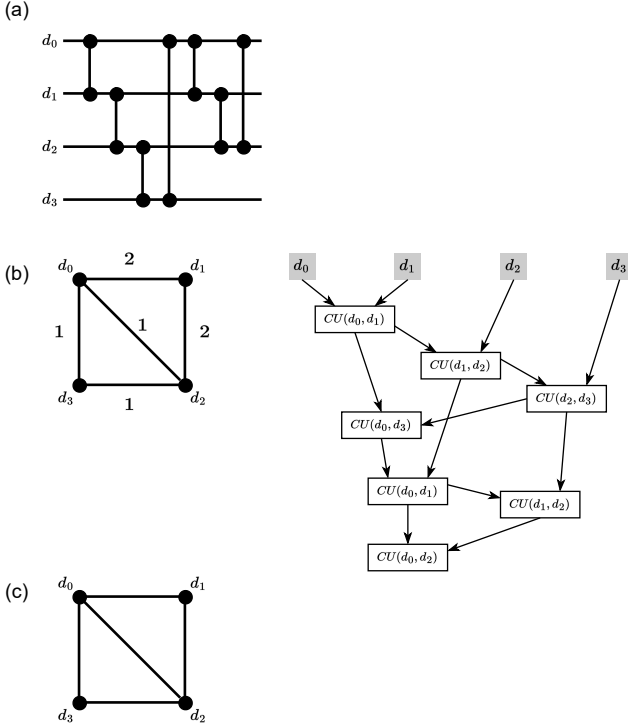 (a)
d₀
d₁
d₂
d₃
(b)
d₀ 2 d₁
1 1 2
d₃ 1 d₂
d₀ d₁ d₂ d₃
CU(d₀, d₁)
CU(d₁, d₂)
CU(d₂, d₃)
CU(d₀, d₃)
CU(d₀, d₁)
CU(d₁, d₂)
CU(d₀, d₂)
(c)
d₀ d₁
d₃ d₂